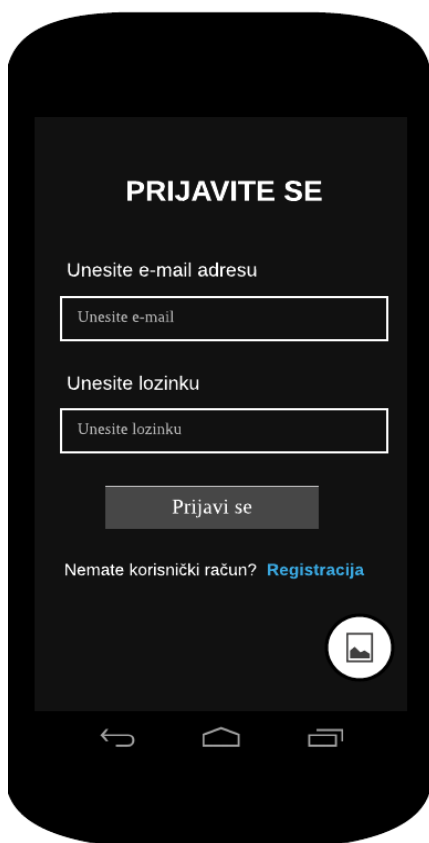 PRIJAVITE SE
Unesite e-mail adresu
Unesite e-mail
Unesite lozinku
Unesite lozinku
Prijavi se
Nemate korisnički račun? Registracija